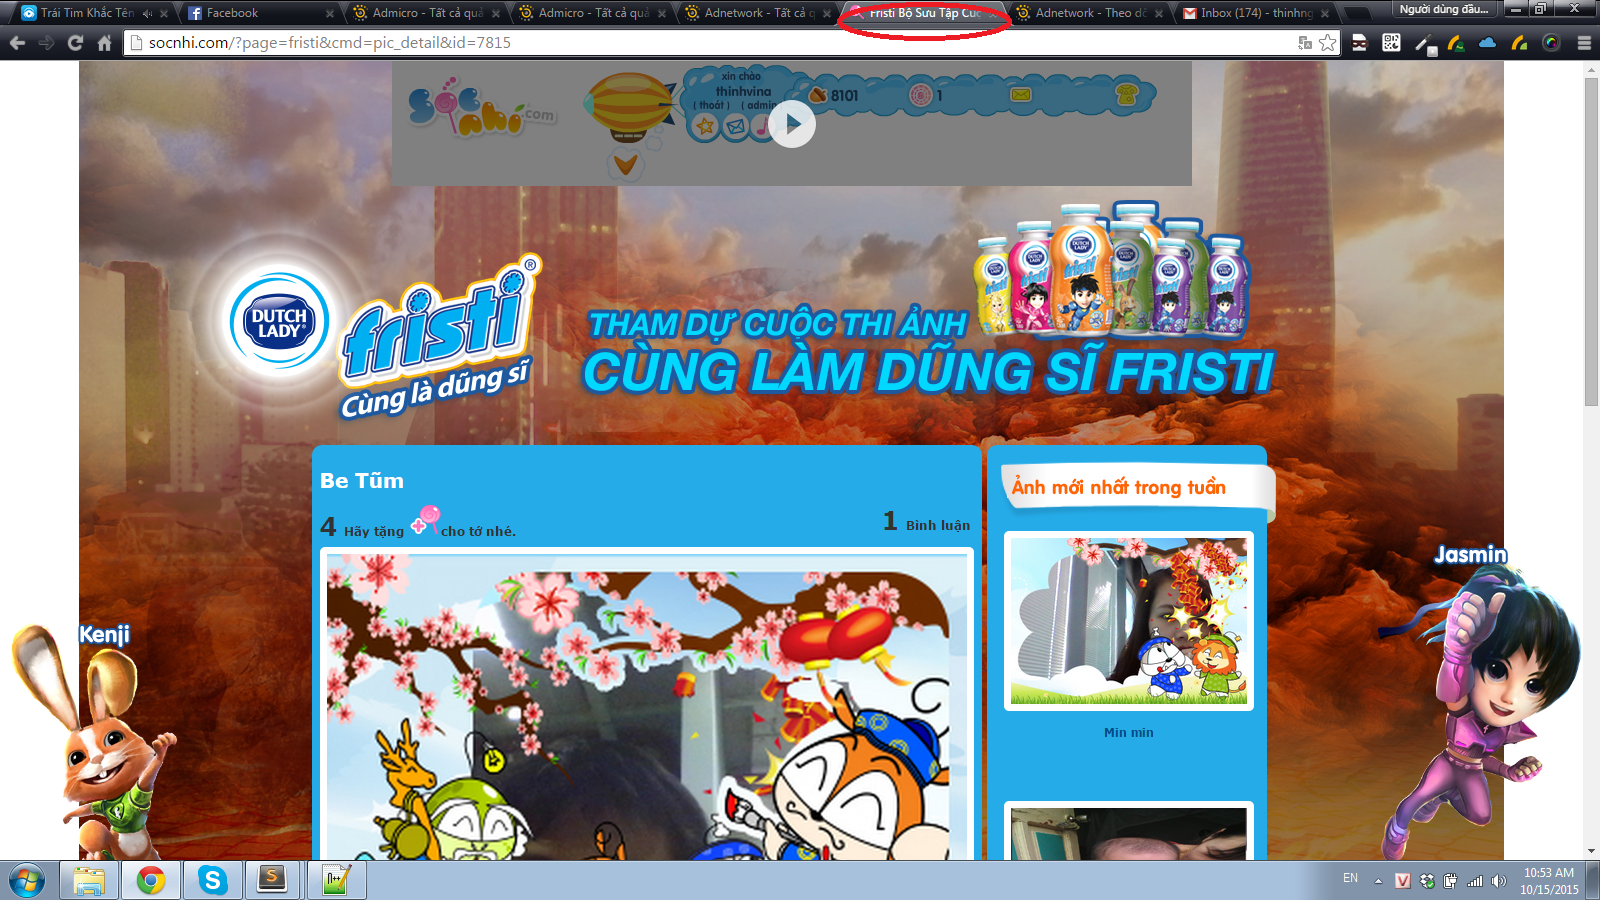 Trái Tim Khắc Tên
Facebook
Admicro - Tất cả quả
Admicro - Tất cả quả
Adnetwork - Tất cả q
Fristi Bộ Sưu Tập Cuộ
Adnetwork - Theo dõ
Inbox (174) - thinhng
Người dùng đầu...
socnhi.com/?page=fristi&cmd=pic_detail&id=7815
SócNhí.com
xin chào
thinhvina
( thoát )
( admin
8101
1
DUTCH LADY
fristi
Cùng là dũng sĩ
THAM DỰ CUỘC THI ẢNH
CÙNG LÀM DŨNG SĨ FRISTI
Be Tũm
4 Hãy tặng cho tớ nhé.
1 Bình luận
Ảnh mới nhất trong tuần
Min min
Kenji
Jasmin
EN
10:53 AM
10/15/2015